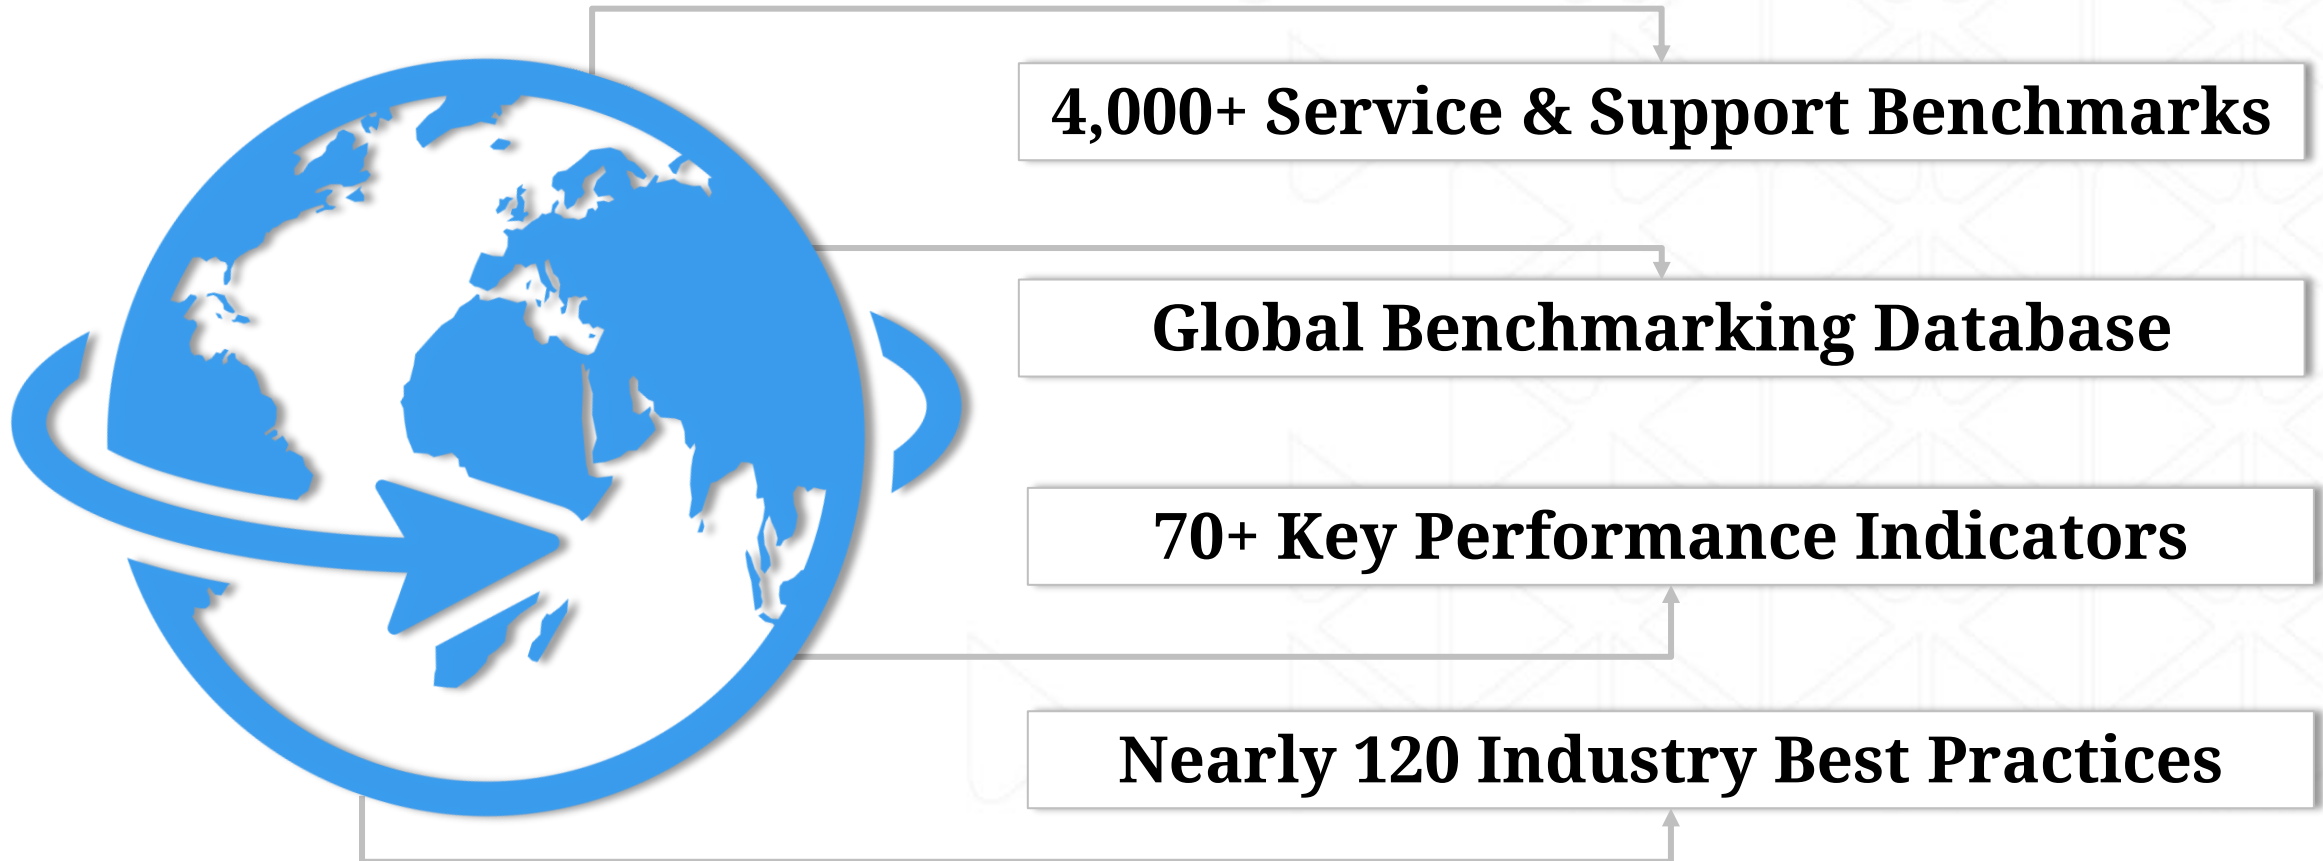 4,000+ Service & Support Benchmarks
Global Benchmarking Database
70+ Key Performance Indicators
Nearly 120 Industry Best Practices